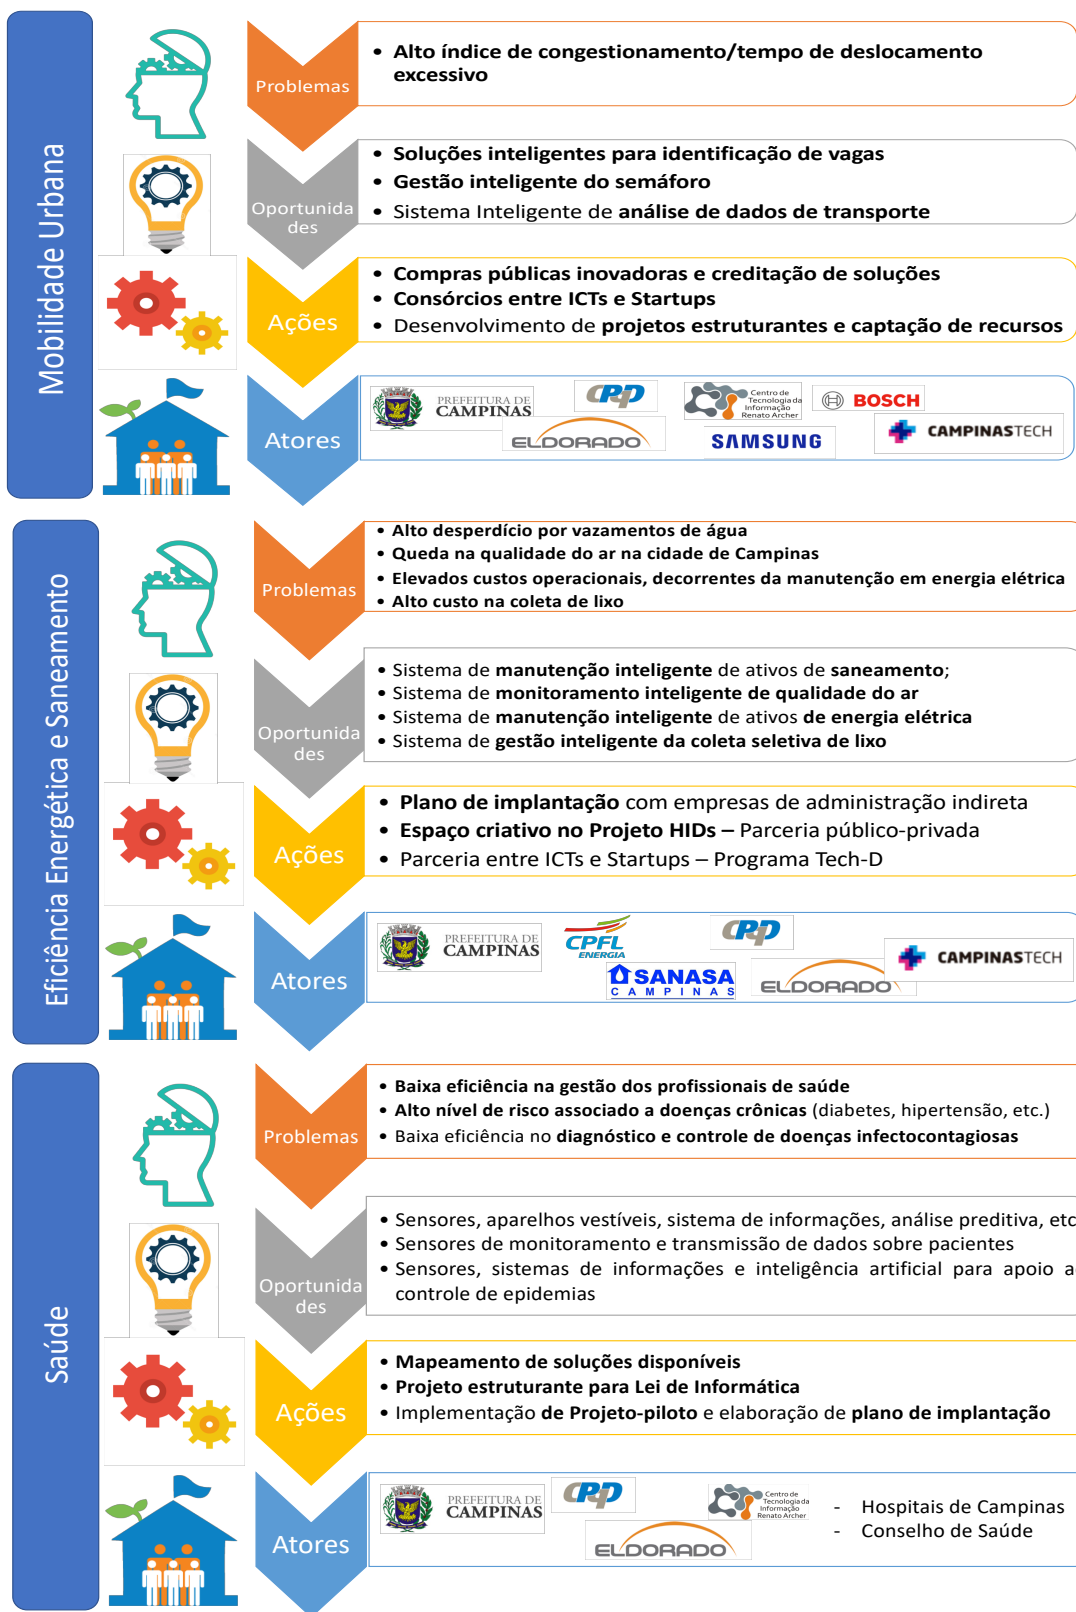 Mobilidade Urbana
Problemas
• Alto índice de congestionamento/tempo de deslocamento
excessivo
Oportunida
des
• Soluções inteligentes para identificação de vagas
• Gestão inteligente do semáforo
• Sistema Inteligente de análise de dados de transporte
Ações
• Compras públicas inovadoras e creditação de soluções
• Consórcios entre ICTs e Startups
• Desenvolvimento de projetos estruturantes e captação de recursos
Atores
PREFEITURA DE
CAMPINAS
CPqD
Centro de
Tecnologia da
Informação
Renato Archer
BOSCH
ELDORADO
SAMSUNG
CAMPINASTECH
Eficiência Energética e Saneamento
Problemas
• Alto desperdício por vazamentos de água
• Queda na qualidade do ar na cidade de Campinas
• Elevados custos operacionais, decorrentes da manutenção em energia elétrica
• Alto custo na coleta de lixo
Oportunida
des
• Sistema de manutenção inteligente de ativos de saneamento;
• Sistema de monitoramento inteligente de qualidade do ar
• Sistema de manutenção inteligente de ativos de energia elétrica
• Sistema de gestão inteligente da coleta seletiva de lixo
Ações
• Plano de implantação com empresas de administração indireta
• Espaço criativo no Projeto HIDs – Parceria público-privada
• Parceria entre ICTs e Startups – Programa Tech-D
Atores
PREFEITURA DE
CAMPINAS
CPFL
ENERGIA
CPqD
SANASA
CAMPINAS
ELDORADO
CAMPINASTECH
Saúde
Problemas
• Baixa eficiência na gestão dos profissionais de saúde
• Alto nível de risco associado a doenças crônicas (diabetes, hipertensão, etc.)
• Baixa eficiência no diagnóstico e controle de doenças infectocontagiosas
Oportunida
des
• Sensores, aparelhos vestíveis, sistema de informações, análise preditiva, etc
• Sensores de monitoramento e transmissão de dados sobre pacientes
• Sensores, sistemas de informações e inteligência artificial para apoio a
controle de epidemias
Ações
• Mapeamento de soluções disponíveis
• Projeto estruturante para Lei de Informática
• Implementação de Projeto-piloto e elaboração de plano de implantação
Atores
PREFEITURA DE
CAMPINAS
CPqD
Centro de
Tecnologia da
Informação
Renato Archer
ELDORADO
- Hospitais de Campinas
- Conselho de Saúde